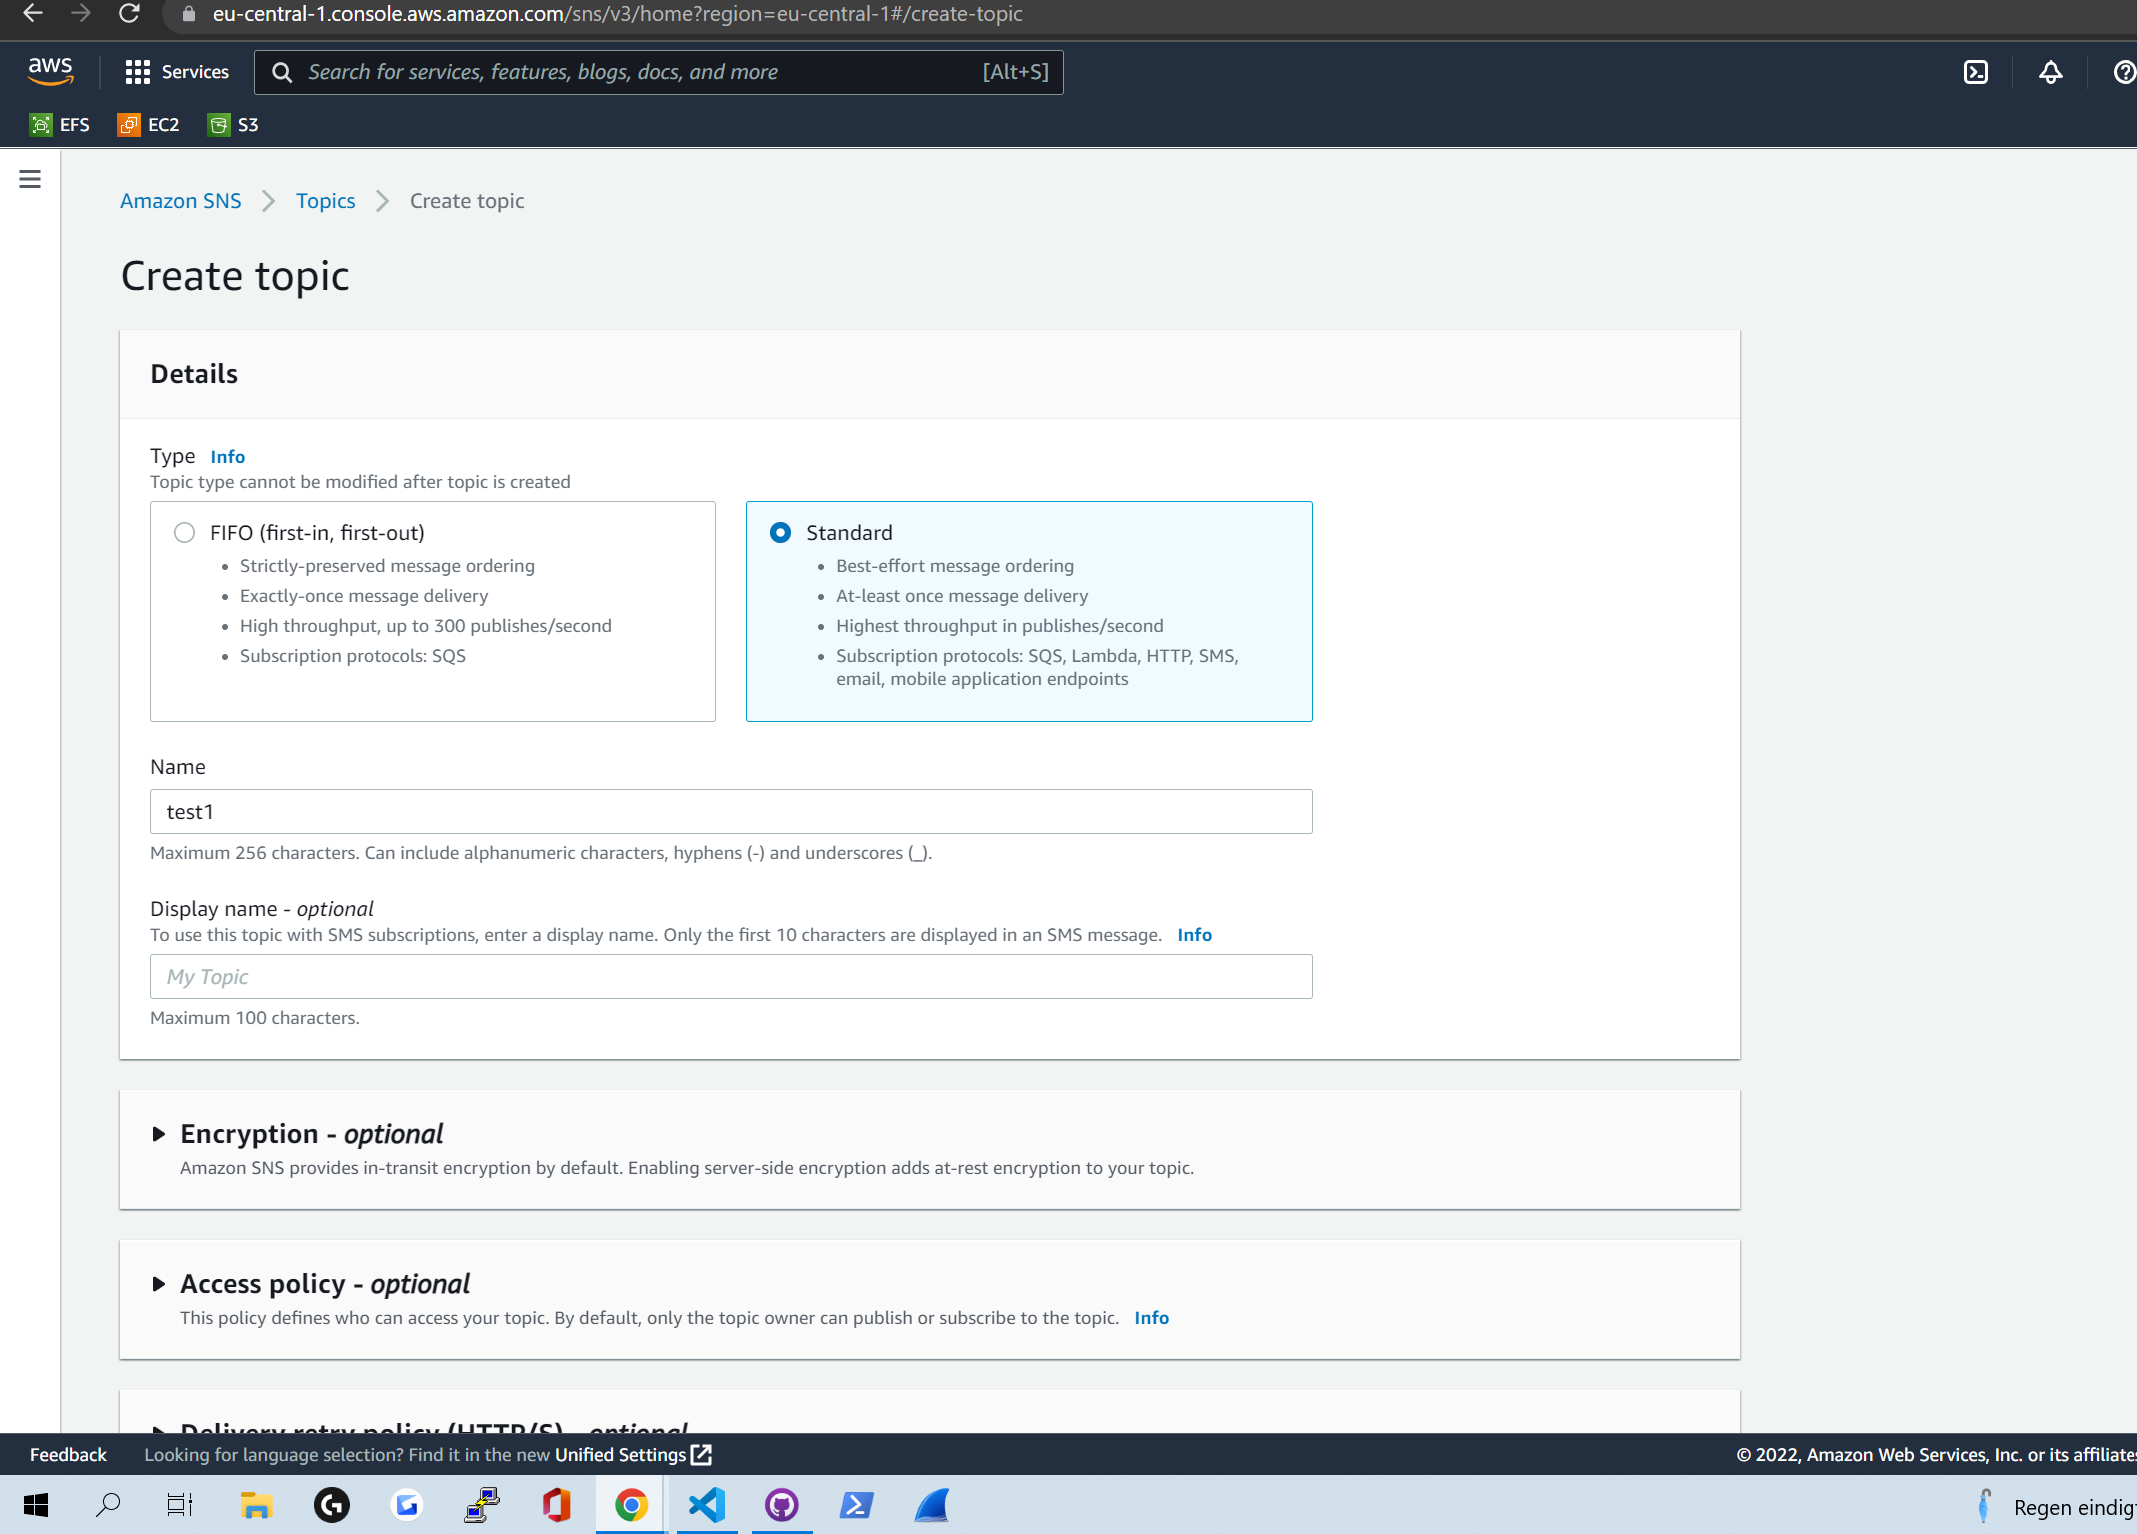 eu-central-1.console.aws.amazon.com/sns/v3/home?region=eu-central-1#/create-topic
aws
Services
Search for services, features, blogs, docs, and more
[Alt+S]
EFS
EC2
S3
Amazon SNS
Topics
Create topic
Create topic
Details
Type Info
Topic type cannot be modified after topic is created
FIFO (first-in, first-out)
Strictly-preserved message ordering
Exactly-once message delivery
High throughput, up to 300 publishes/second
Subscription protocols: SQS
Standard
Best-effort message ordering
At-least once message delivery
Highest throughput in publishes/second
Subscription protocols: SQS, Lambda, HTTP, SMS,
email, mobile application endpoints
Name
test1
Maximum 256 characters. Can include alphanumeric characters, hyphens (-) and underscores (_).
Display name - optional
To use this topic with SMS subscriptions, enter a display name. Only the first 10 characters are displayed in an SMS message. Info
My Topic
Maximum 100 characters.
Encryption - optional
Amazon SNS provides in-transit encryption by default. Enabling server-side encryption adds at-rest encryption to your topic.
Access policy - optional
This policy defines who can access your topic. By default, only the topic owner can publish or subscribe to the topic. Info
Delivery retry policy (HTTP/S) - optional
Feedback
Looking for language selection? Find it in the new Unified Settings
© 2022, Amazon Web Services, Inc. or its affiliates
Regen eindig